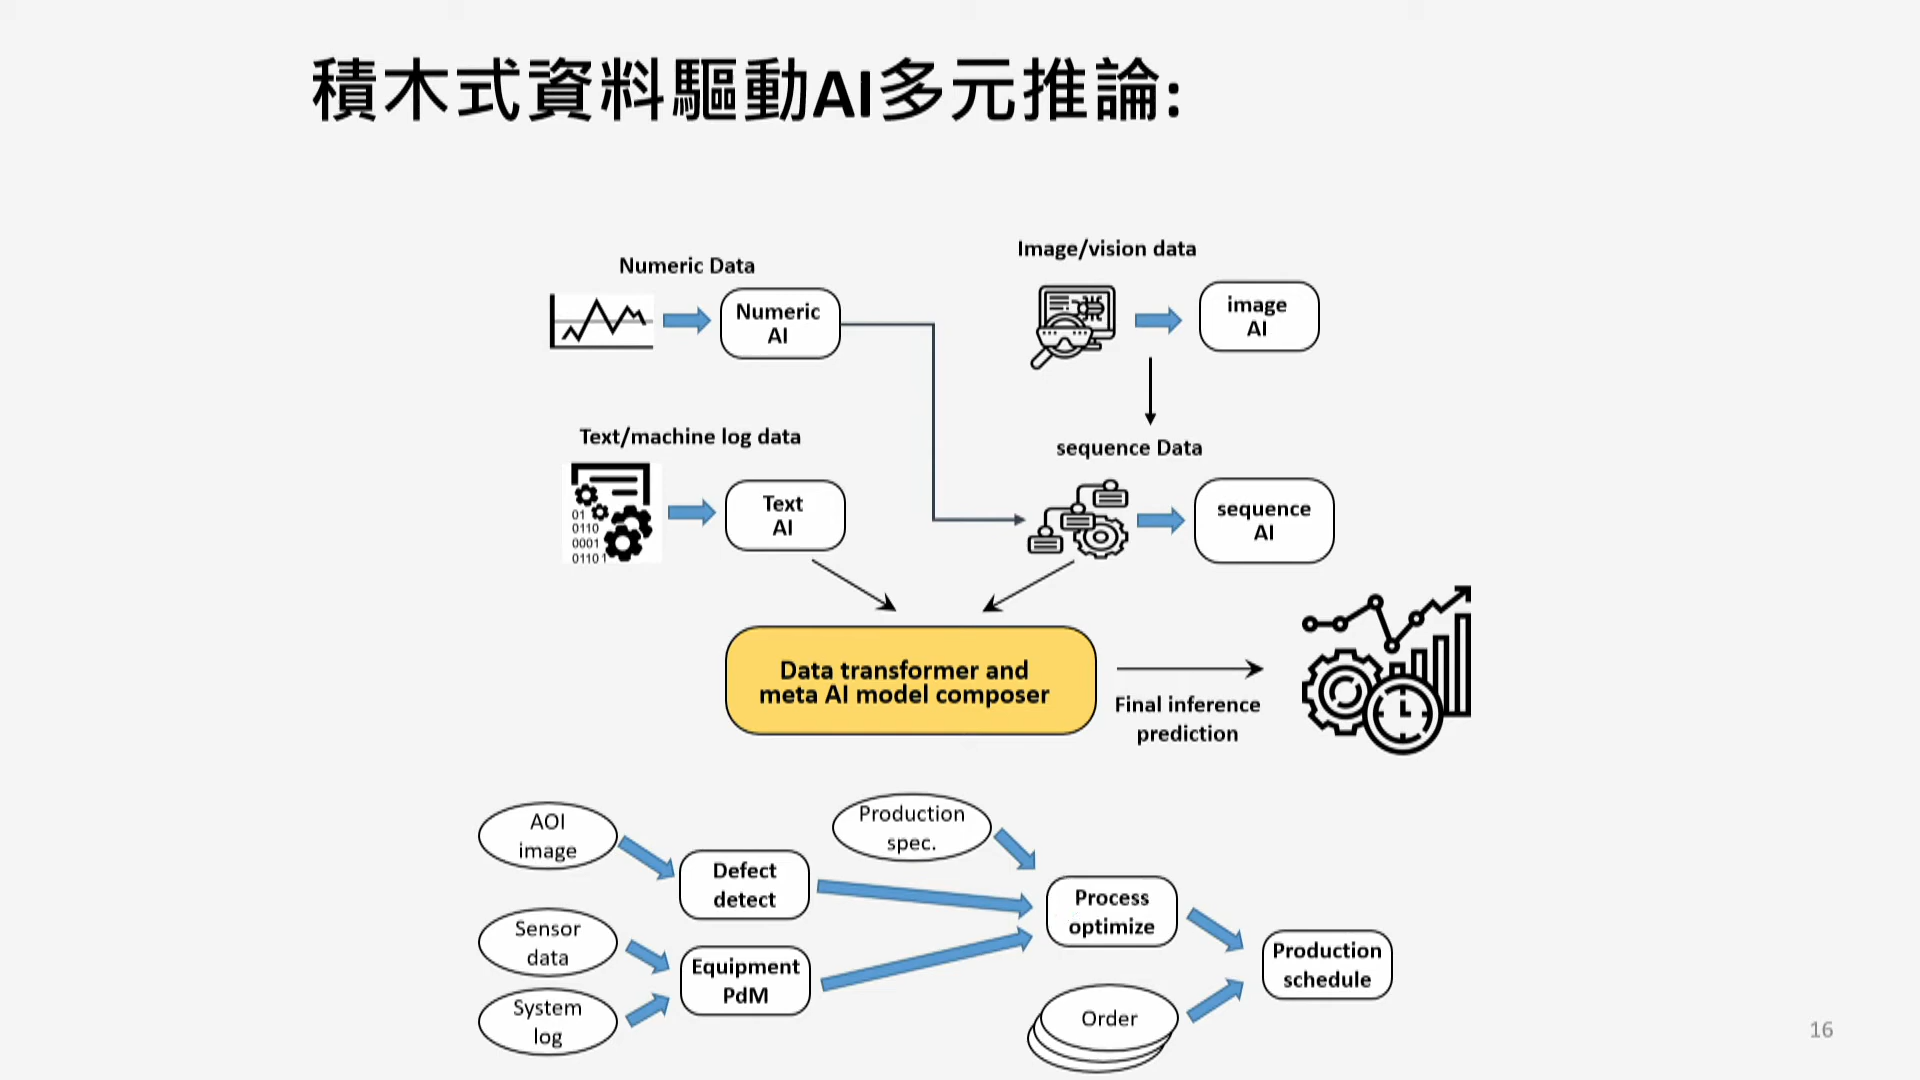 積木式資料驅動AI多元推論:
Numeric Data
Numeric
AI
Image/vision data
image
AI
Text/machine log data
01
0110
0001
01101
Text
AI
sequence Data
sequence
AI
Data transformer and
meta AI model composer
Final inference
prediction
AOI
image
Sensor
data
System
log
Defect
detect
Equipment
PdM
Production
spec.
Process
optimize
Order
Production
schedule
16